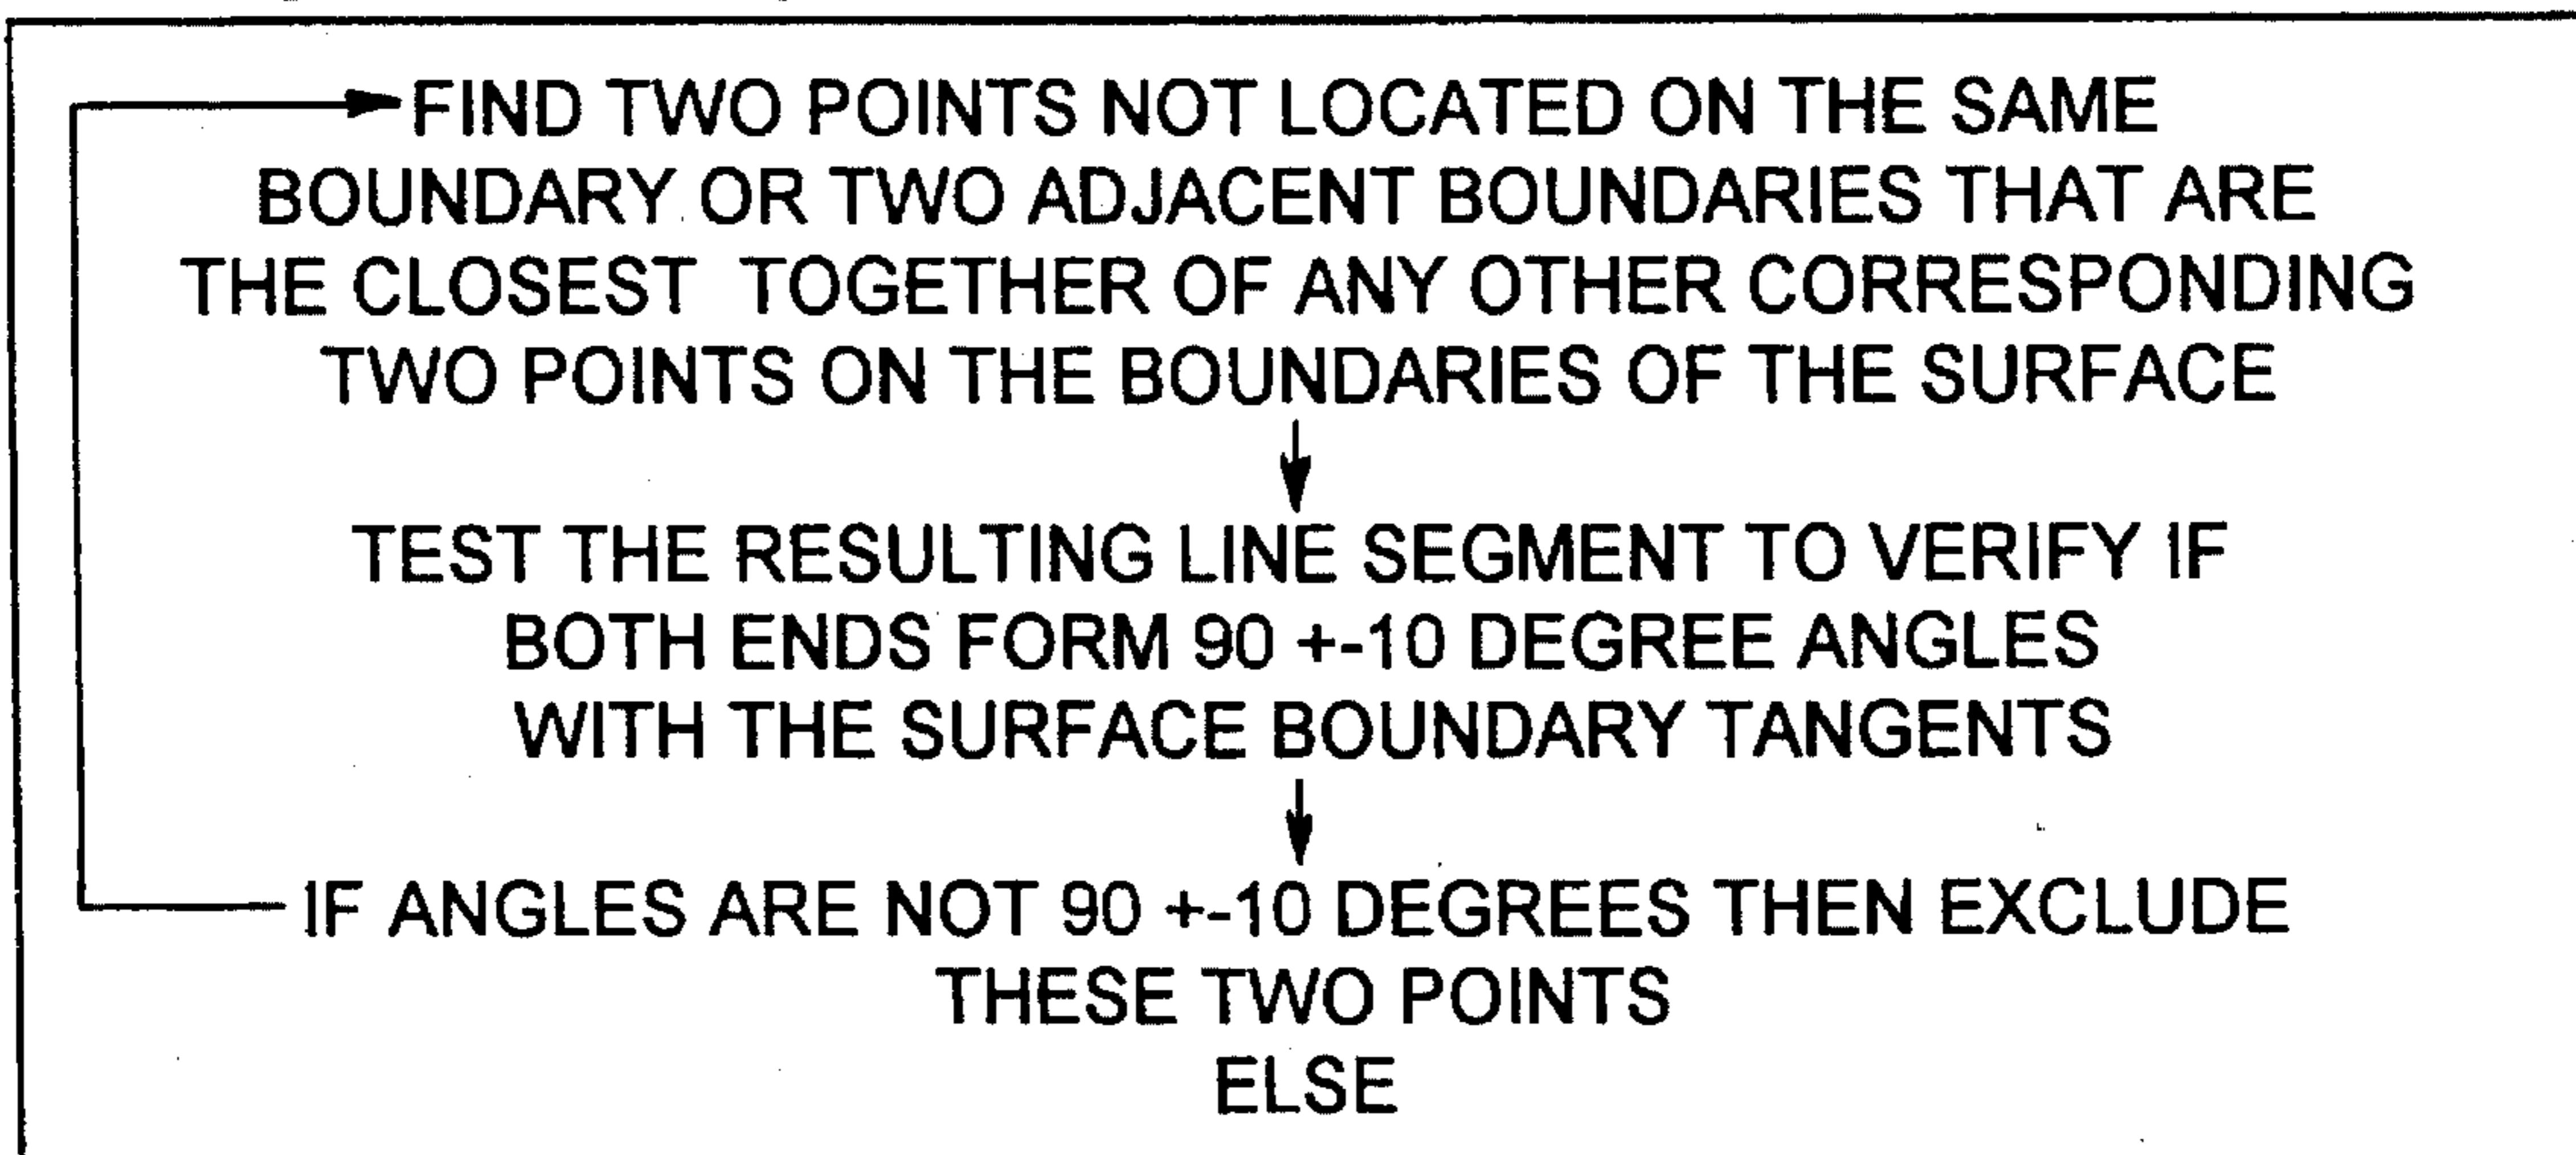 FIND TWO POINTS NOT LOCATED ON THE SAME
BOUNDARY OR TWO ADJACENT BOUNDARIES THAT ARE
THE CLOSEST TOGETHER OF ANY OTHER CORRESPONDING
TWO POINTS ON THE BOUNDARIES OF THE SURFACE
TEST THE RESULTING LINE SEGMENT TO VERIFY IF
BOTH ENDS FORM 90 +-10 DEGREE ANGLES
WITH THE SURFACE BOUNDARY TANGENTS
IF ANGLES ARE NOT 90 +-10 DEGREES THEN EXCLUDE
THESE TWO POINTS
ELSE